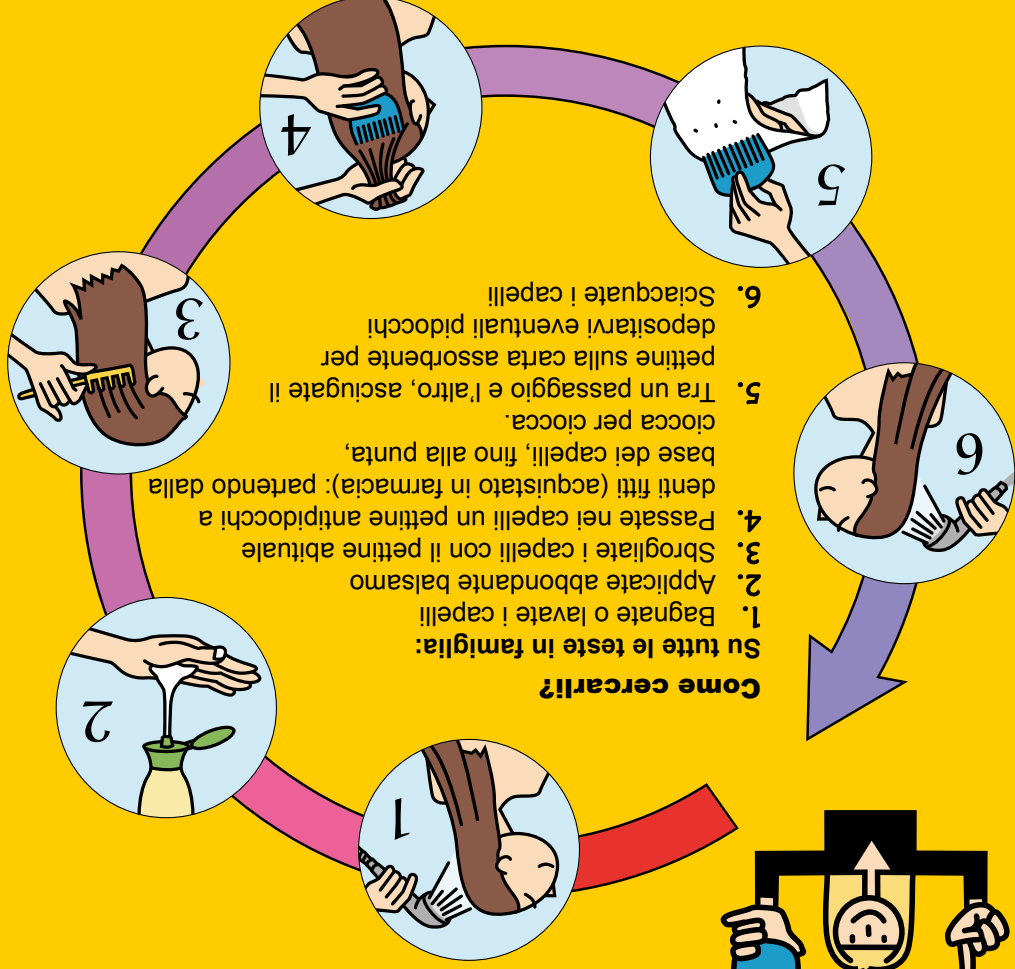 Come cercarli?
Su tutte le teste in famiglia:
1. Bagnate o lavate i capelli
2. Applicate abbondante balsamo
3. Sbrogliate i capelli con il pettine abituale
4. Passate nei capelli un pettine antipidocchi a
denti fitti (acquistato in farmacia): partendo dalla
base dei capelli, fino alla punta,
ciocca per ciocca.
5. Tra un passaggio e l'altro, asciugate il
pettine sulla carta assorbente per
depositarvi eventuali pidocchi
6. Sciacquate i capelli
1
2
3
4
5
6